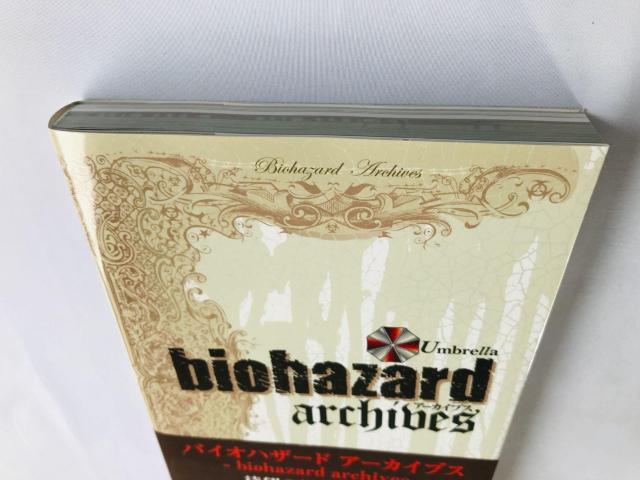 Biohazard Archives
Umbrella
biohazard
archives
アーカイブス
バイオハザード アーカイブス
- biohazard archives